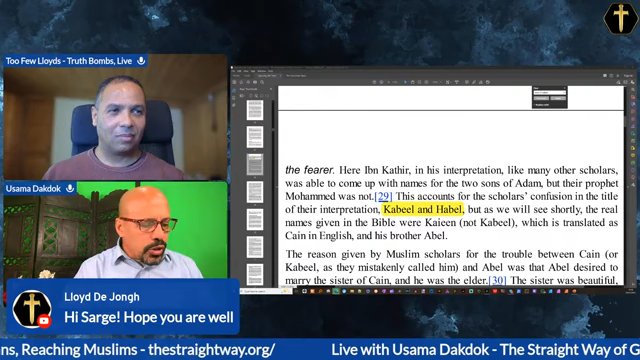 Too Few Lloyds - Truth Bombs, Live
Usama Dakdok
the fearer. Here Ibn Kathir, in his interpretation, like many other scholars,
was able to come up with names for the two sons of Adam, but their prophet
Mohammed was not.[29] This accounts for the scholars' confusion in the title
of their interpretation, Kabeel and Habel, but as we will see shortly, the real
names given in the Bible were Kaieen (not Kabeel), which is translated as
Cain in English, and his brother Abel.
The reason given by Muslim scholars for the trouble between Cain (or
Kabeel, as they mistakenly called him) and Abel was that Abel desired to
marry the sister of Cain, and he was the elder.[30] The sister was beautiful,
Lloyd De Jongh
Hi Sarge! Hope you are well
ns, Reaching Muslims - thestraightway.org/
Live with Usama Dakdok - The Straight Way of G